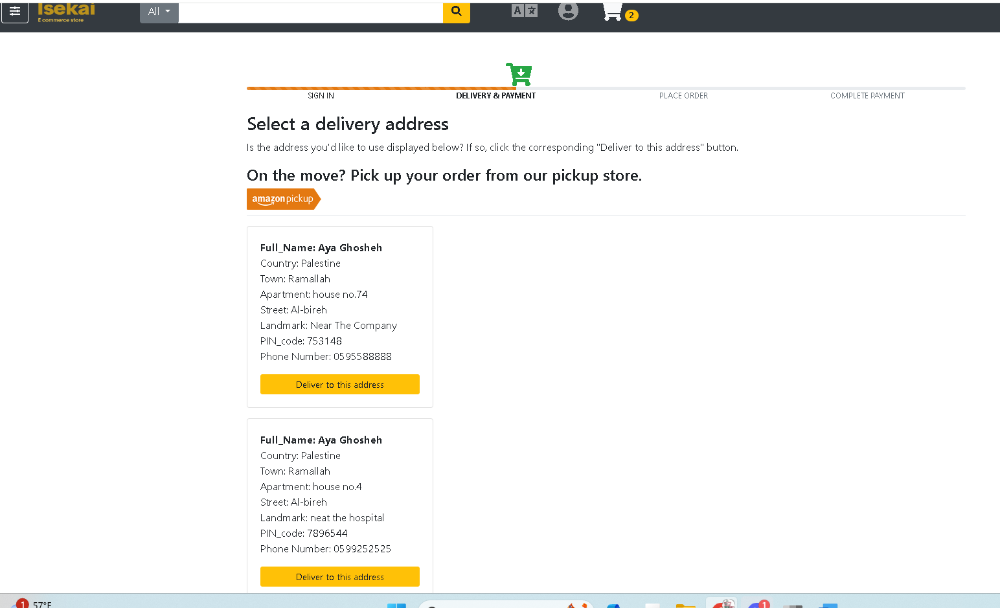 Isekai
E commerce store
All
A
2
SIGN IN
DELIVERY & PAYMENT
PLACE ORDER
COMPLETE PAYMENT
Select a delivery address
Is the address you'd like to use displayed below? If so, click the corresponding "Deliver to this address" button.
On the move? Pick up your order from our pickup store.
amazon pickup
Full_Name: Aya Ghosheh
Country: Palestine
Town: Ramallah
Apartment: house no.74
Street: Al-bireh
Landmark: Near The Company
PIN_code: 753148
Phone Number: 0595588888
Deliver to this address
Full_Name: Aya Ghosheh
Country: Palestine
Town: Ramallah
Apartment: house no.4
Street: Al-bireh
Landmark: neat the hospital
PIN_code: 7896544
Phone Number: 0599252525
Deliver to this address
1
57°F
1